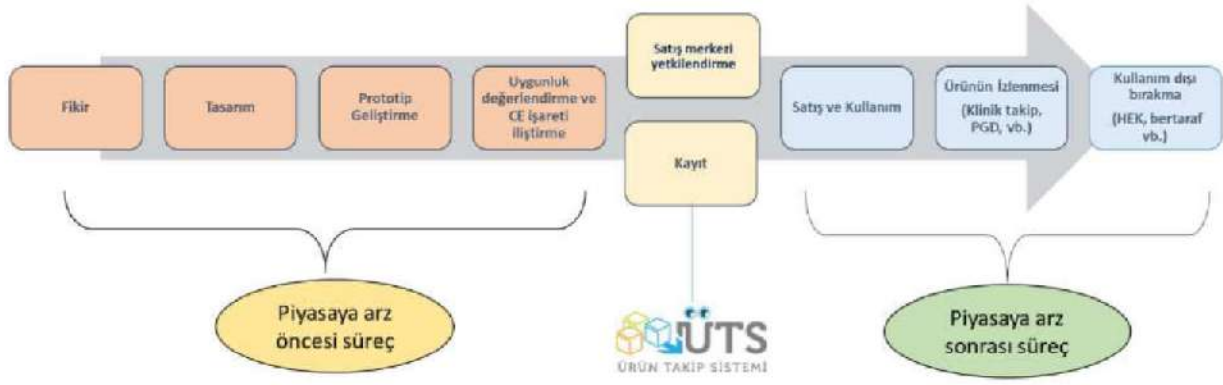 Fikir
Tasarım
Prototip
Geliştirme
Uygunluk
değerlendirme ve
CE işareti
iliştirme
Satış merkezi
yetkilendirme
Kayıt
Satış ve Kullanım
Ürünün İzlenmesi
(Klinik takip,
PGD, vb.)
Kullanım dışı
bırakma
(HEK, bertaraf
vb.)
Piyasaya arz
öncesi süreç
ÜTS
ÜRÜN TAKİP SİSTEMİ
Piyasaya arz
sonrası süreç